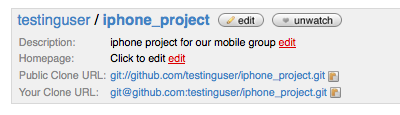 testinguser / iphone_project edit unwatch
Description: iphone project for our mobile group edit
Homepage: Click to edit edit
Public Clone URL: git://github.com/testinguser/iphone_project.git
Your Clone URL: git@github.com:testinguser/iphone_project.git